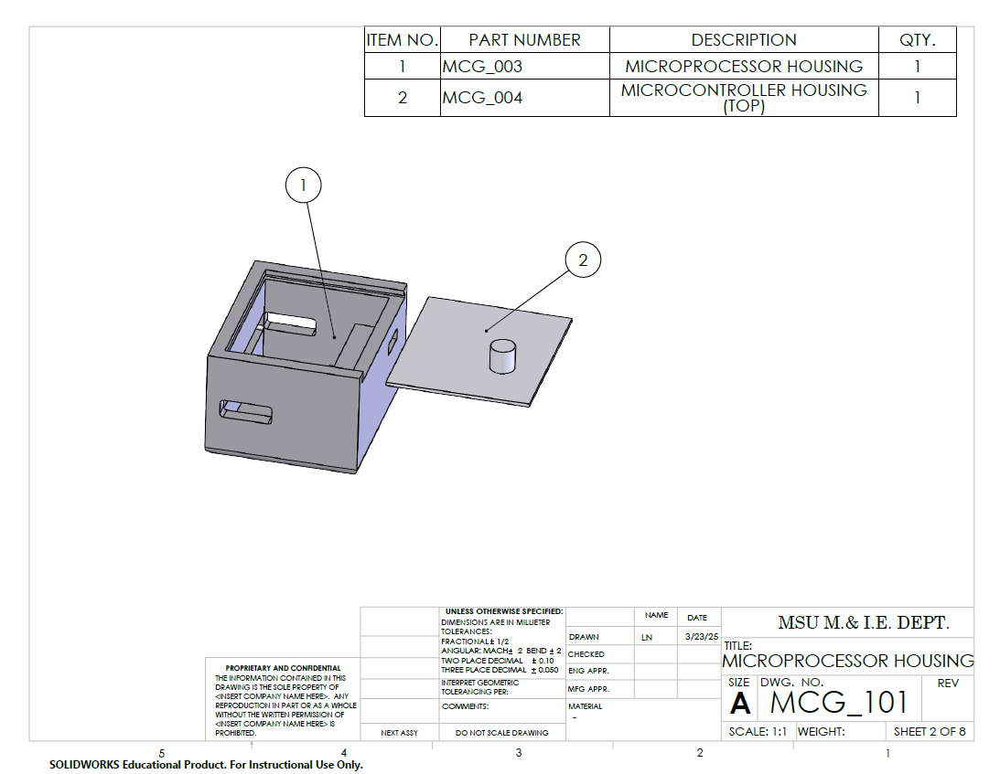 ITEM NO. PART NUMBER DESCRIPTION QTY.
1 MCG_003 MICROPROCESSOR HOUSING 1
2 MCG_004 MICROCONTROLLER HOUSING (TOP) 1
1
2
UNLESS OTHERWISE SPECIFIED:
DIMENSIONS ARE IN MILLIETER
TOLERANCES:
FRACTIONAL± 1/2
ANGULAR: MACH± 2 BEND ± 2
TWO PLACE DECIMAL ± 0.10
THREE PLACE DECIMAL ± 0.050
INTERPRET GEOMETRIC
TOLERANCING PER:
COMMENTS:
DO NOT SCALE DRAWING
NAME DATE
DRAWN LN 3/23/25
CHECKED
ENG APPR.
MFG APPR.
MATERIAL
-
MSU M.& I.E. DEPT.
TITLE:
MICROPROCESSOR HOUSING
SIZE DWG. NO. REV
A MCG_101
SCALE: 1:1 WEIGHT: SHEET 2 OF 8
PROPRIETARY AND CONFIDENTIAL
THE INFORMATION CONTAINED IN THIS
DRAWING IS THE SOLE PROPERTY OF
<INSERT COMPANY NAME HERE>. ANY
REPRODUCTION IN PART OR AS A WHOLE
WITHOUT THE WRITTEN PERMISSION OF
<INSERT COMPANY NAME HERE> IS
PROHIBITED.
NEXT ASSY
5 4 3 2 1
SOLIDWORKS Educational Product. For Instructional Use Only.